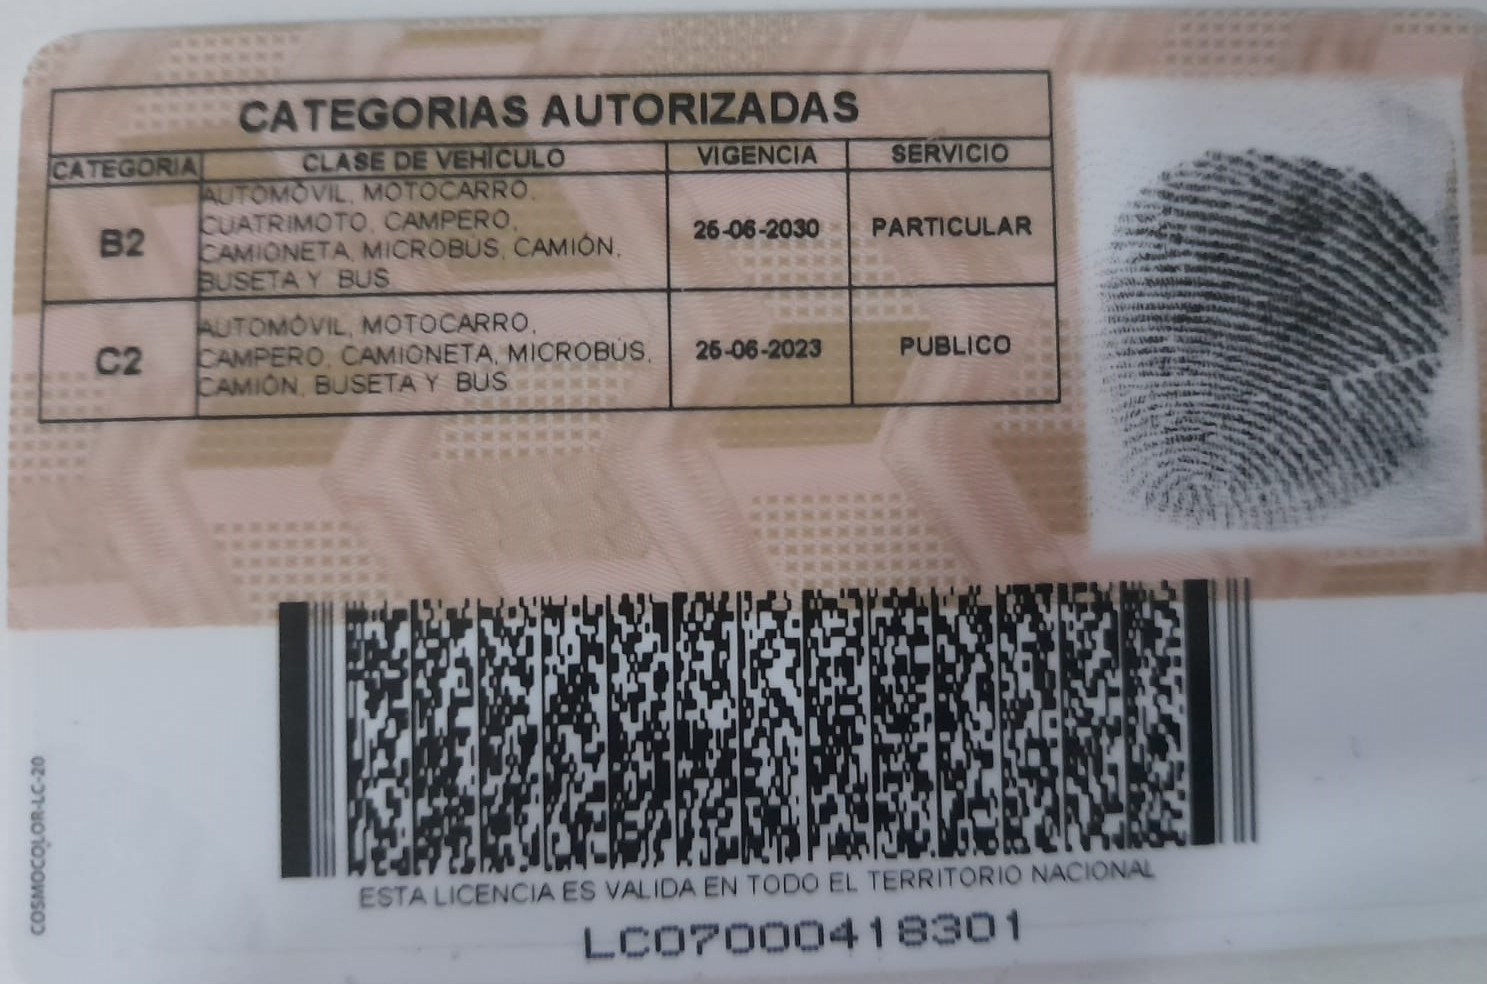 CATEGORIAS AUTORIZADAS
CATEGORIA CLASE DE VEHÍCULO VIGENCIA SERVICIO
B2 AUTOMÓVIL, MOTOCARRO, CUATRIMOTO, CAMPERO, CAMIONETA, MICROBUS, CAMIÓN, BUSETA Y BUS 26-06-2030 PARTICULAR
C2 AUTOMÓVIL, MOTOCARRO, CAMPERO, CAMIONETA, MICROBUS, CAMIÓN, BUSETA Y BUS 26-06-2023 PUBLICO
ESTA LICENCIA ES VALIDA EN TODO EL TERRITORIO NACIONAL
LC07000418301
COSMOCOLOR-LC-20